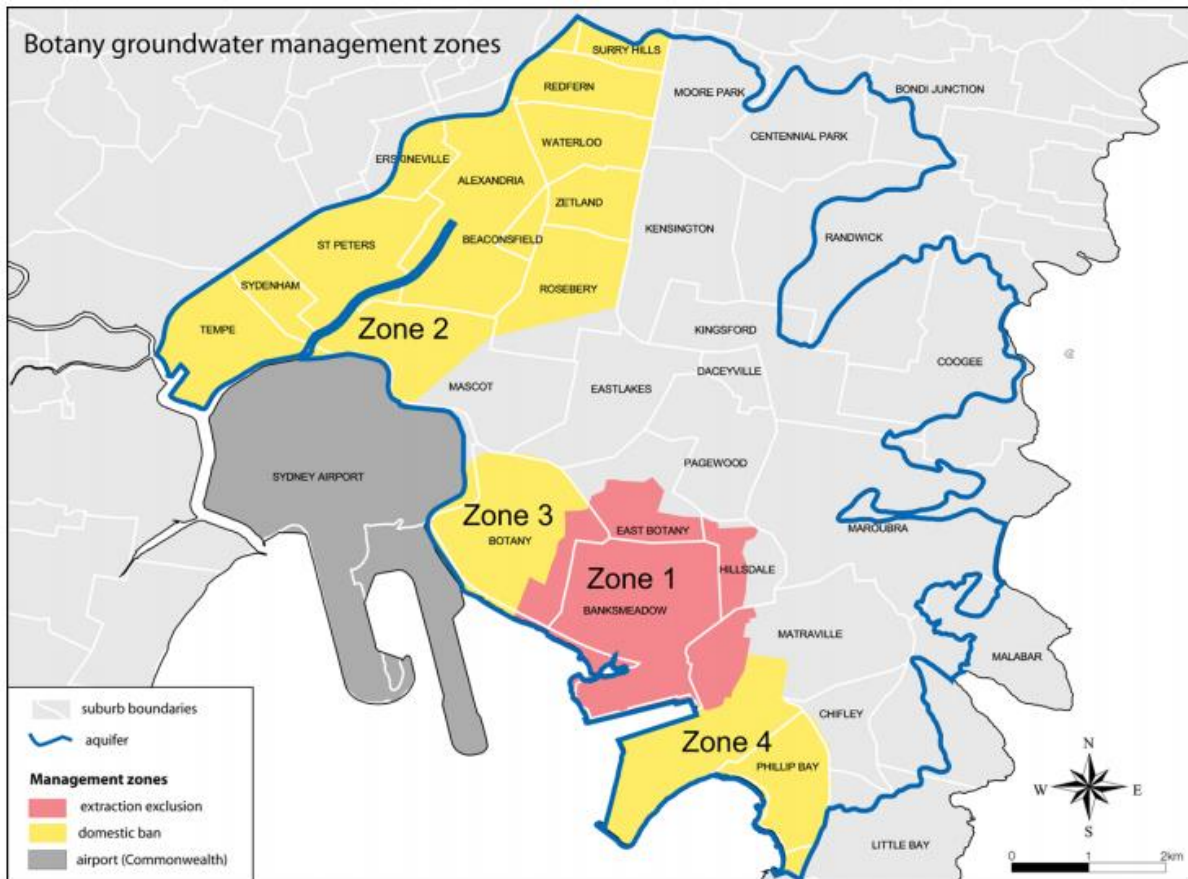 Botany groundwater management zones
SURRY HILLS
REDFERN
MOORE PARK
BONDI JUNCTION
CENTENNIAL PARK
WATERLOO
ERSKINEVILLE
ALEXANDRIA
ZETLAND
KENSINGTON
RANDWICK
ST PETERS
BEACONSFIELD
SYDENHAM
ROSEBERY
TEMPE
Zone 2
KINGSFORD
COOGEE
DACEYVILLE
MASCOT
EASTLAKES
PAGEWOOD
SYDNEY AIRPORT
Zone 3
BOTANY
EAST BOTANY
MAROUBRA
Zone 1
HILLSDALE
BANKSMEADOW
MATRAVILLE
MALABAR
CHIFLEY
Zone 4
PHILLIP BAY
LITTLE BAY
suburb boundaries
aquifer
Management zones
extraction exclusion
domestic ban
airport (Commonwealth)
N
W E
S
0 1 2km